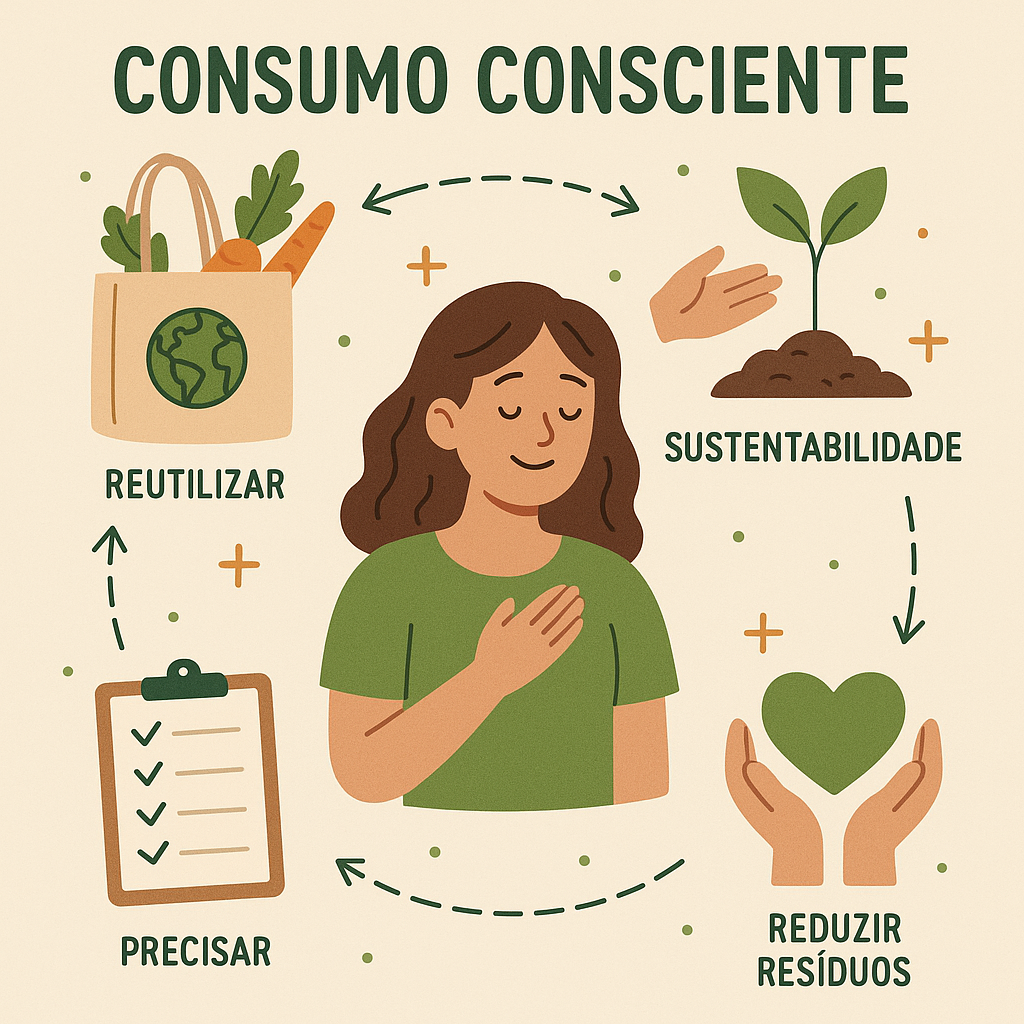 CONSUMO CONSCIENTE
REUTILIZAR
SUSTENTABILIDADE
PRECISAR
REDUZIR
RESÍDUOS